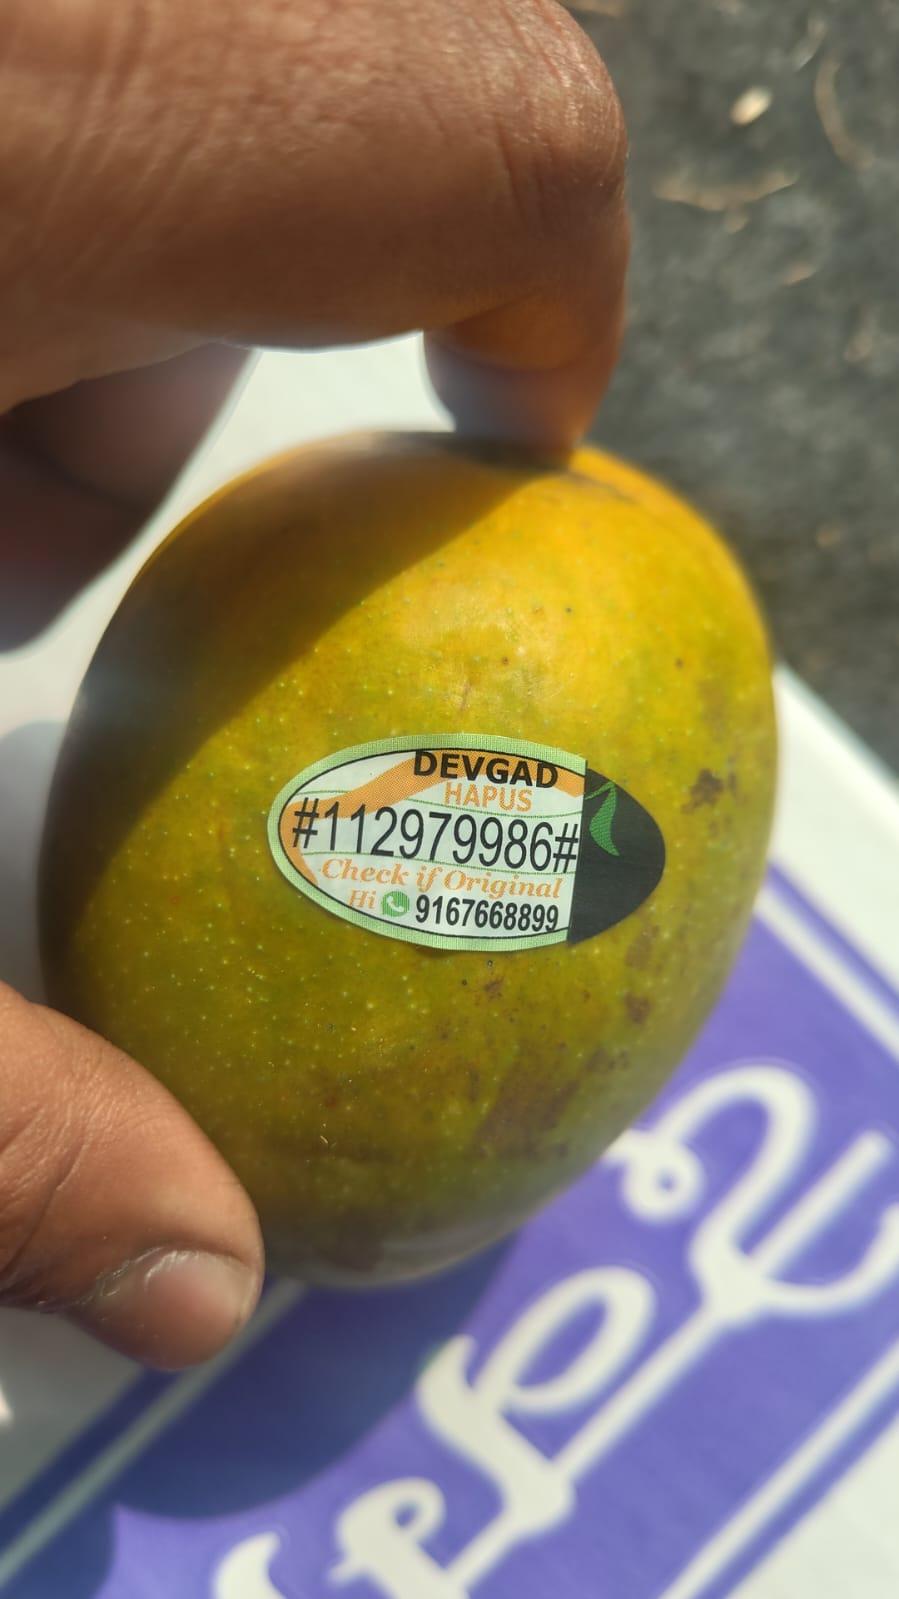 DEVGAD
HAPUS
#112979986#
Check if Original
Hi 9167668899